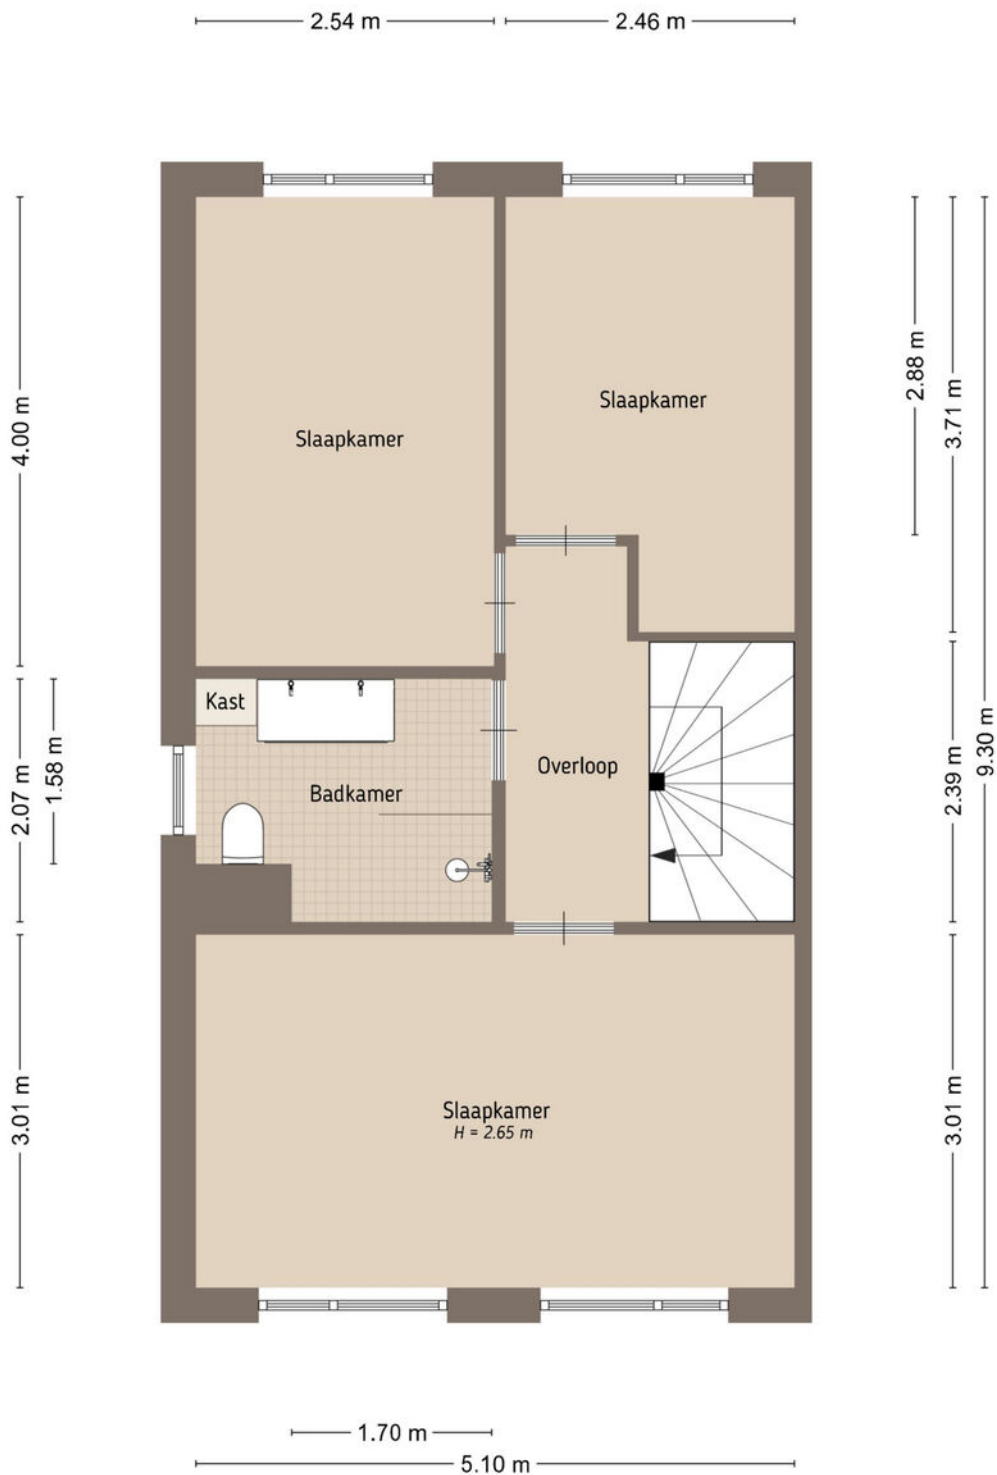 2.54 m
2.46 m
4.00 m
2.88 m
3.71 m
9.30 m
Slaapkamer
Slaapkamer
Kast
Badkamer
Overloop
2.07 m
1.58 m
2.39 m
3.01 m
3.01 m
Slaapkamer
H = 2.65 m
1.70 m
5.10 m